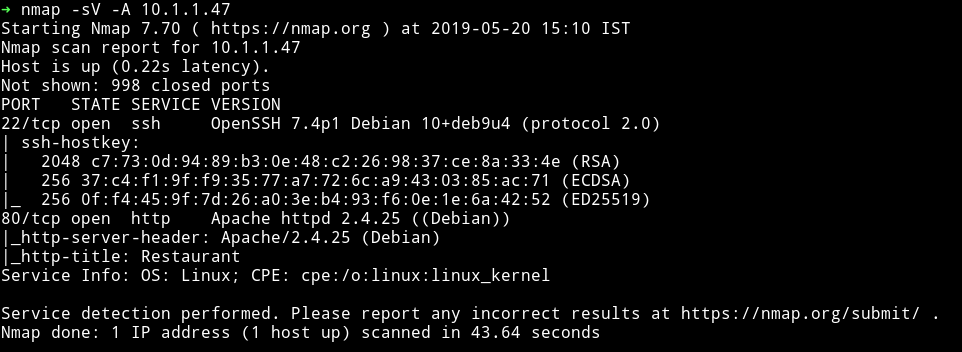 ➜ nmap -sV -A 10.1.1.47
Starting Nmap 7.70 ( https://nmap.org ) at 2019-05-20 15:10 IST
Nmap scan report for 10.1.1.47
Host is up (0.22s latency).
Not shown: 998 closed ports
PORT   STATE SERVICE VERSION
22/tcp open  ssh     OpenSSH 7.4p1 Debian 10+deb9u4 (protocol 2.0)
| ssh-hostkey:
|   2048 c7:73:0d:94:89:b3:0e:48:c2:26:98:37:ce:8a:33:4e (RSA)
|   256 37:c4:f1:9f:f9:35:77:a7:72:6c:a9:43:03:85:ac:71 (ECDSA)
|_  256 0f:f4:45:9f:7d:26:a0:3e:b4:93:f6:0e:1e:6a:42:52 (ED25519)
80/tcp open  http    Apache httpd 2.4.25 ((Debian))
|_http-server-header: Apache/2.4.25 (Debian)
|_http-title: Restaurant
Service Info: OS: Linux; CPE: cpe:/o:linux:linux_kernel
Service detection performed. Please report any incorrect results at https://nmap.org/submit/ .
Nmap done: 1 IP address (1 host up) scanned in 43.64 seconds